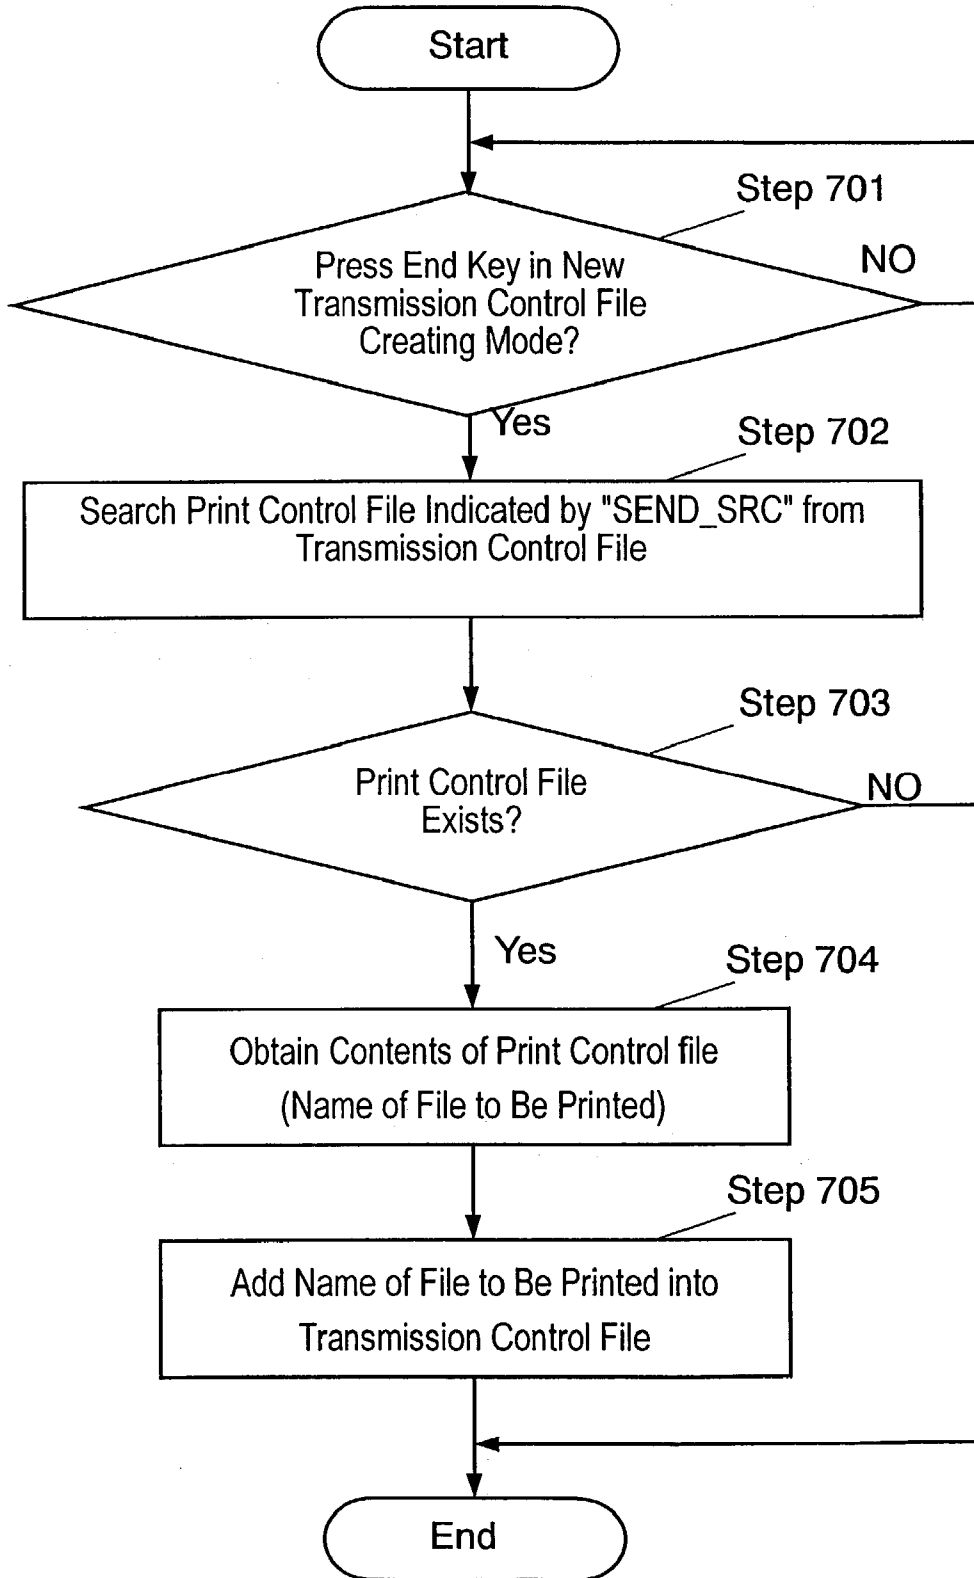 Start
Step 701
Press End Key in New
Transmission Control File
Creating Mode?
NO
Yes
Step 702
Search Print Control File Indicated by "SEND_SRC" from
Transmission Control File
Step 703
Print Control File
Exists?
NO
Yes
Step 704
Obtain Contents of Print Control file
(Name of File to Be Printed)
Step 705
Add Name of File to Be Printed into
Transmission Control File
End